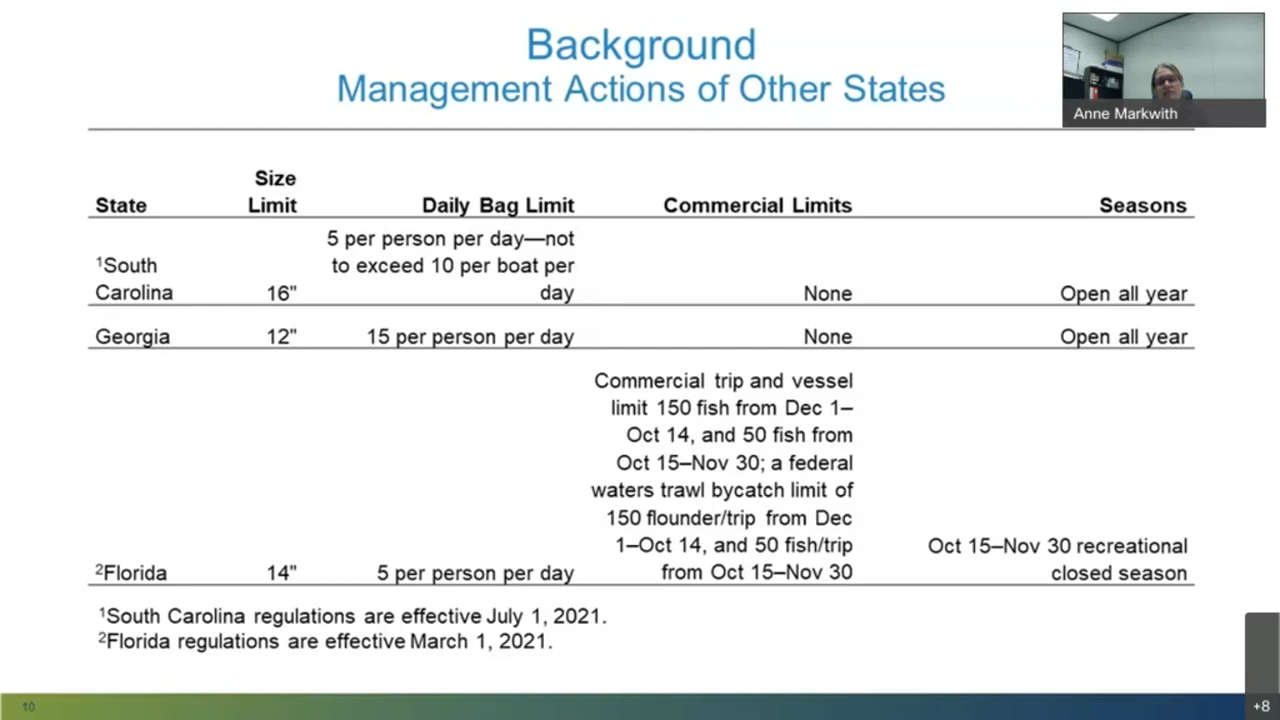 Background
Management Actions of Other States
Anne Markwith
State
Size
Limit
Daily Bag Limit
Commercial Limits
Seasons
¹South
Carolina
16"
5 per person per day—not
to exceed 10 per boat per
day
None
Open all year
Georgia
12"
15 per person per day
None
Open all year
²Florida
14"
5 per person per day
Commercial trip and vessel
limit 150 fish from Dec 1–
Oct 14, and 50 fish from
Oct 15–Nov 30; a federal
waters trawl bycatch limit of
150 flounder/trip from Dec
1–Oct 14, and 50 fish/trip
from Oct 15–Nov 30
Oct 15–Nov 30 recreational
closed season
¹South Carolina regulations are effective July 1, 2021.
²Florida regulations are effective March 1, 2021.
10
+8